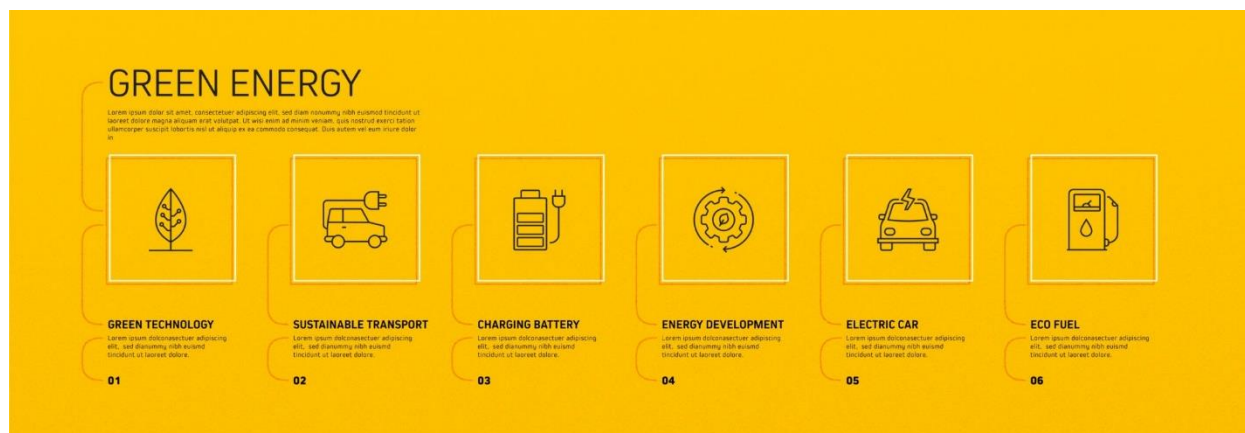 GREEN ENERGY
Lorem ipsum dolor sit amet, consectetuer adipiscing elit, sed diam nonummy nibh euismod tincidunt ut
laoreet dolore magna aliquam erat volutpat. Ut wisi enim ad minim veniam, quis nostrud exerci tation
ullamcorper suscipit lobortis nisl ut aliquip ex ea commodo consequat. Duis autem vel eum iriure dolor
in
GREEN TECHNOLOGY
Lorem ipsum dolconasectuer adipiscing
elit, sed dianummy nibh euismd
tincidunt ut laoreet dolore.
01
SUSTAINABLE TRANSPORT
Lorem ipsum dolconasectuer adipiscing
elit, sed dianummy nibh euismd
tincidunt ut laoreet dolore.
02
CHARGING BATTERY
Lorem ipsum dolconasectuer adipiscing
elit, sed dianummy nibh euismd
tincidunt ut laoreet dolore.
03
ENERGY DEVELOPMENT
Lorem ipsum dolconasectuer adipiscing
elit, sed dianummy nibh euismd
tincidunt ut laoreet dolore.
04
ELECTRIC CAR
Lorem ipsum dolconasectuer adipiscing
elit, sed dianummy nibh euismd
tincidunt ut laoreet dolore.
05
ECO FUEL
Lorem ipsum dolconasectuer adipiscing
elit, sed dianummy nibh euismd
tincidunt ut laoreet dolore.
06